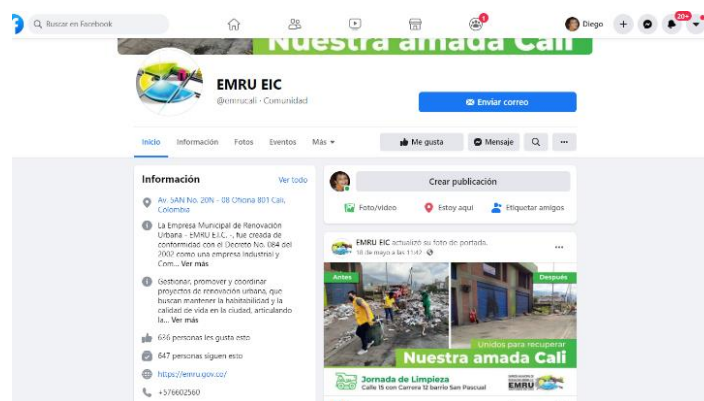 Buscar en Facebook
Diego
20+
Nuestra amada Cali
EMRU EIC
@emrucali · Comunidad
Enviar correo
Inicio Información Fotos Eventos Más
Me gusta
Mensaje
Información
Ver todo
Av. 5AN No. 20N - 08 Oficina 801 Cali,
Colombia
La Empresa Municipal de Renovación
Urbana - EMRU E.I.C. -, fue creada de
conformidad con el Decreto No. 084 del
2002 como una empresa Industrial y
Com... Ver más
Gestionar, promover y coordinar
proyectos de renovación urbana, que
buscan mantener la habitabilidad y la
calidad de vida en la ciudad, articulando
la... Ver más
636 personas les gusta esto
647 personas siguen esto
https://emru.gov.co/
+576602560
Crear publicación
Foto/video
Estoy aquí
Etiquetar amigos
EMRU EIC actualizó su foto de portada.
18 de mayo a las 11:42
Antes
Después
Unidos para recuperar
Nuestra amada Cali
Jornada de Limpieza
Calle 15 con Carrera 12 barrio San Pascual
EMRU